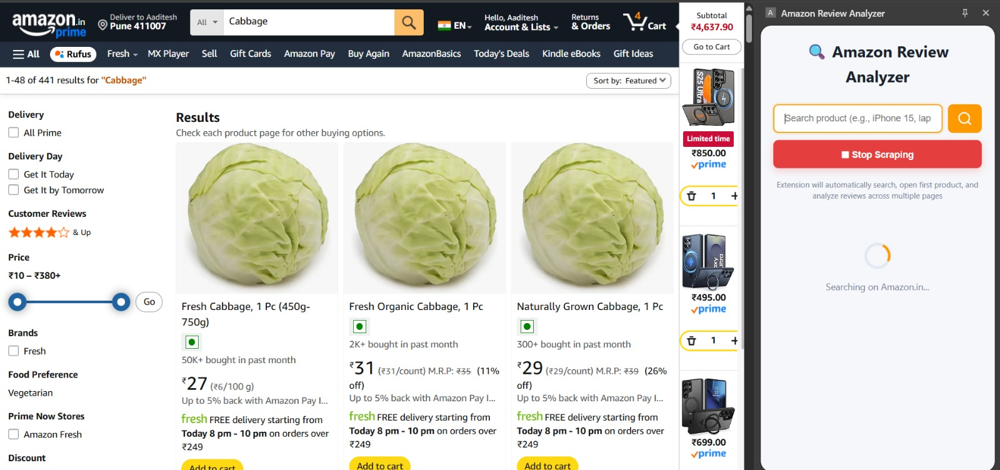 amazon.in
prime
Deliver to Aaditesh
Pune 411007
All
Cabbage
EN
Hello, Aaditesh
Account & Lists
Returns
& Orders
4
Cart
All
Rufus
Fresh
MX Player
Sell
Gift Cards
Amazon Pay
Buy Again
AmazonBasics
Today's Deals
Kindle eBooks
Gift Ideas
1-48 of 441 results for "Cabbage"
Sort by: Featured
Delivery
All Prime
Delivery Day
Get It Today
Get It by Tomorrow
Customer Reviews
& Up
Price
₹10 – ₹380+
Go
Brands
Fresh
Food Preference
Vegetarian
Prime Now Stores
Amazon Fresh
Discount
Results
Check each product page for other buying options.
Fresh Cabbage, 1 Pc (450g-
750g)
50K+ bought in past month
₹27 (₹6/100 g)
Up to 5% back with Amazon Pay I...
fresh FREE delivery starting from
Today 8 pm - 10 pm on orders over
₹249
Add to cart
Fresh Organic Cabbage, 1 Pc
2K+ bought in past month
₹31 (₹31/count) M.R.P: ₹35 (11%
off)
Up to 5% back with Amazon Pay I...
fresh FREE delivery starting from
Today 8 pm - 10 pm on orders over
₹249
Add to cart
Naturally Grown Cabbage, 1 Pc
300+ bought in past month
₹29 (₹29/count) M.R.P: ₹39 (26%
off)
Up to 5% back with Amazon Pay I...
fresh FREE delivery starting from
Today 8 pm - 10 pm on orders over
₹249
Add to cart
Subtotal
₹4,637.90
Go to Cart
S25 Ultra
Limited time
₹850.00
prime
1
+
₹495.00
prime
1
+
₹699.00
prime
A
Amazon Review Analyzer
Amazon Review
Analyzer
Search product (e.g., iPhone 15, lap
Stop Scraping
Extension will automatically search, open first product, and
analyze reviews across multiple pages
Searching on Amazon.in...